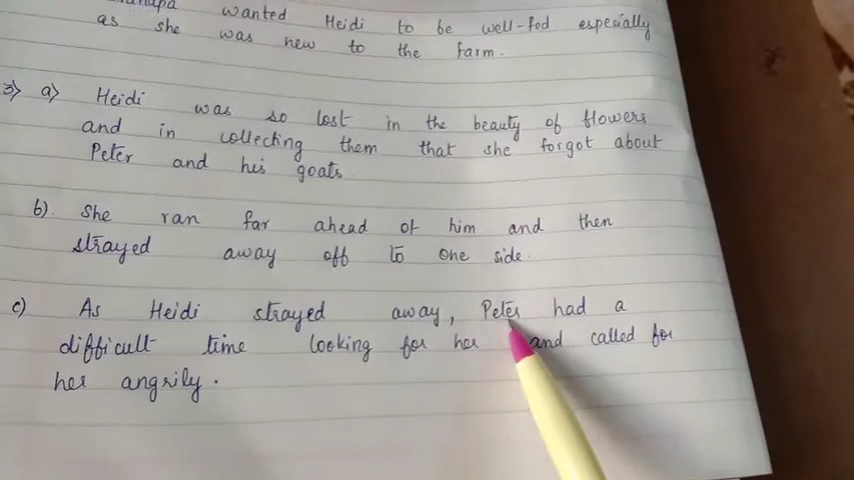 wanted Heidi to be well-fed especially
as she was new to the farm.
3) a) Heidi was so lost in the beauty of flowers
and in collecting them that she forgot about
Peter and his goats
b). She ran far ahead of him and then
strayed away off to one side.
c) As Heidi strayed away, Peter had a
difficult time looking for her and called for
her angrily.